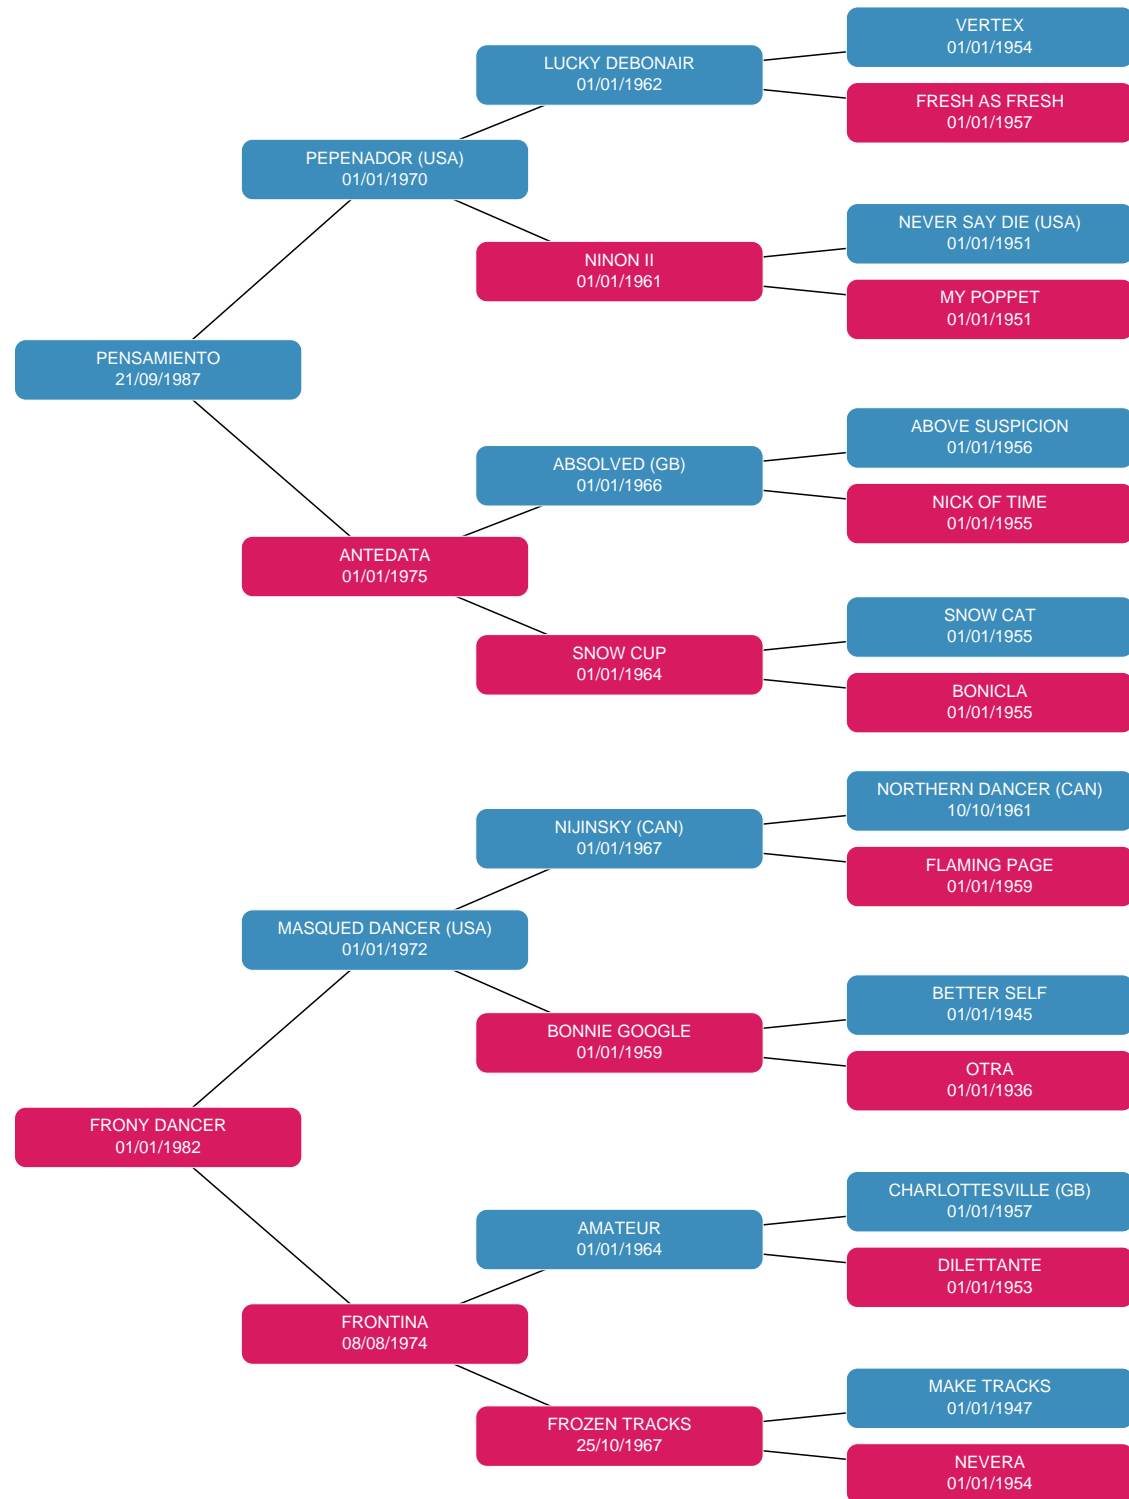 VERTEX
01/01/1954
LUCKY DEBONAIR
01/01/1962
FRESH AS FRESH
01/01/1957
PEPENADOR (USA)
01/01/1970
NEVER SAY DIE (USA)
01/01/1951
NINON II
01/01/1961
MY POPPET
01/01/1951
PENSAMIENTO
21/09/1987
ABOVE SUSPICION
01/01/1956
ABSOLVED (GB)
01/01/1966
NICK OF TIME
01/01/1955
ANTEDATA
01/01/1975
SNOW CAT
01/01/1955
SNOW CUP
01/01/1964
BONICLA
01/01/1955
NORTHERN DANCER (CAN)
10/10/1961
NIJINSKY (CAN)
01/01/1967
FLAMING PAGE
01/01/1959
MASQUED DANCER (USA)
01/01/1972
BETTER SELF
01/01/1945
BONNIE GOOGLE
01/01/1959
OTRA
01/01/1936
FRONY DANCER
01/01/1982
CHARLOTTESVILLE (GB)
01/01/1957
AMATEUR
01/01/1964
DILETTANTE
01/01/1953
FRONTINA
08/08/1974
MAKE TRACKS
01/01/1947
FROZEN TRACKS
25/10/1967
NEVERA
01/01/1954